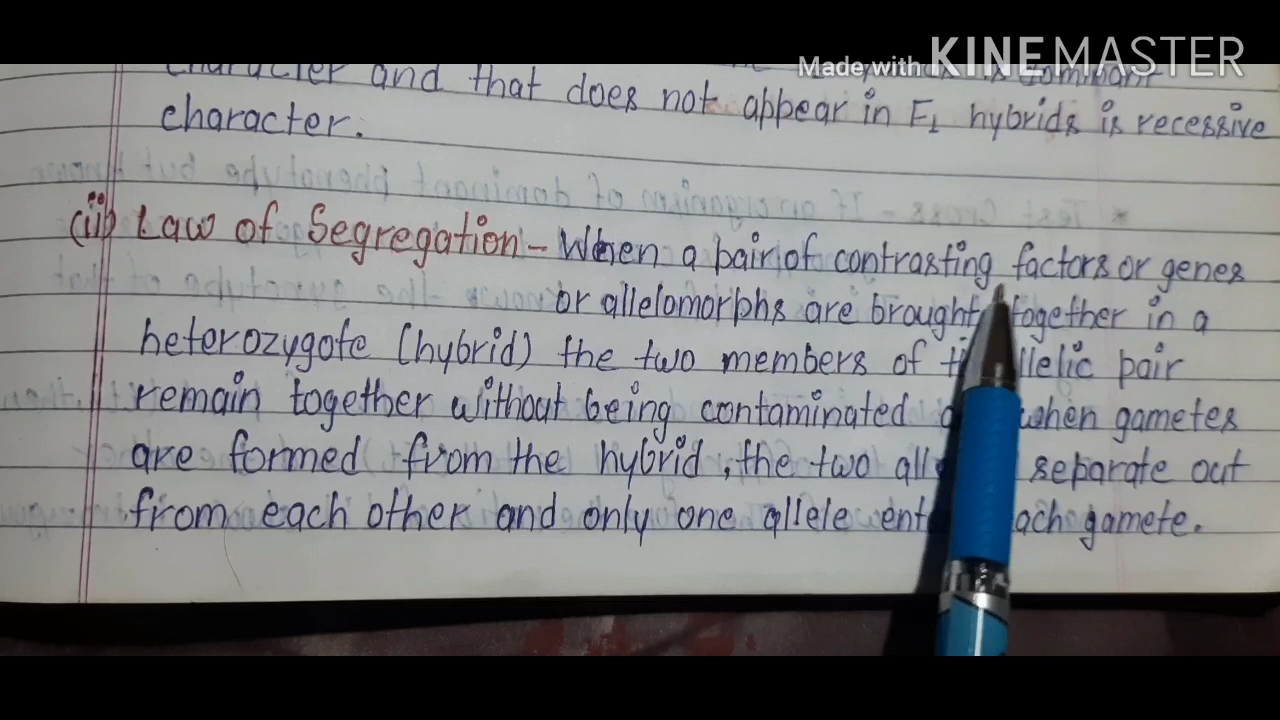 Made with KINEMASTER
character and that does not appear in F1 hybrids is recessive
character.
(ii) Law of Segregation - When a pair of contrasting factors or genes
or allelomorphs are brought together in a
heterozygote (hybrid) the two members of allelic pair
remain together without being contaminated when gametes
are formed from the hybrid, the two separate out
from each other and only one allele each gamete.